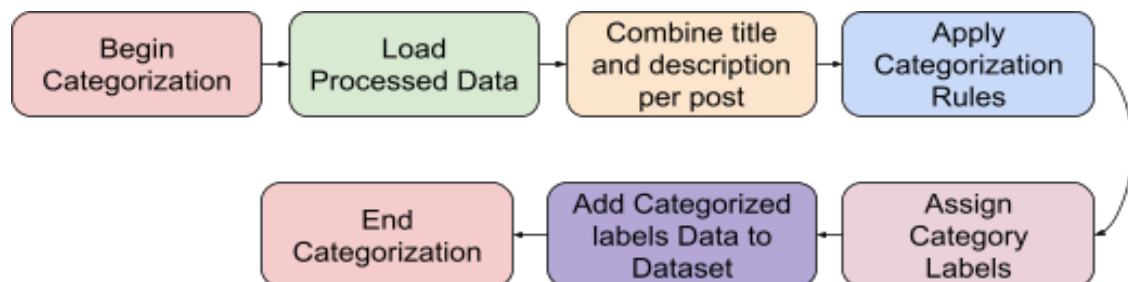 Begin
Categorization
Load
Processed Data
Combine title
and description
per post
Apply
Categorization
Rules
Assign
Category
Labels
Add Categorized
labels Data to
Dataset
End
Categorization